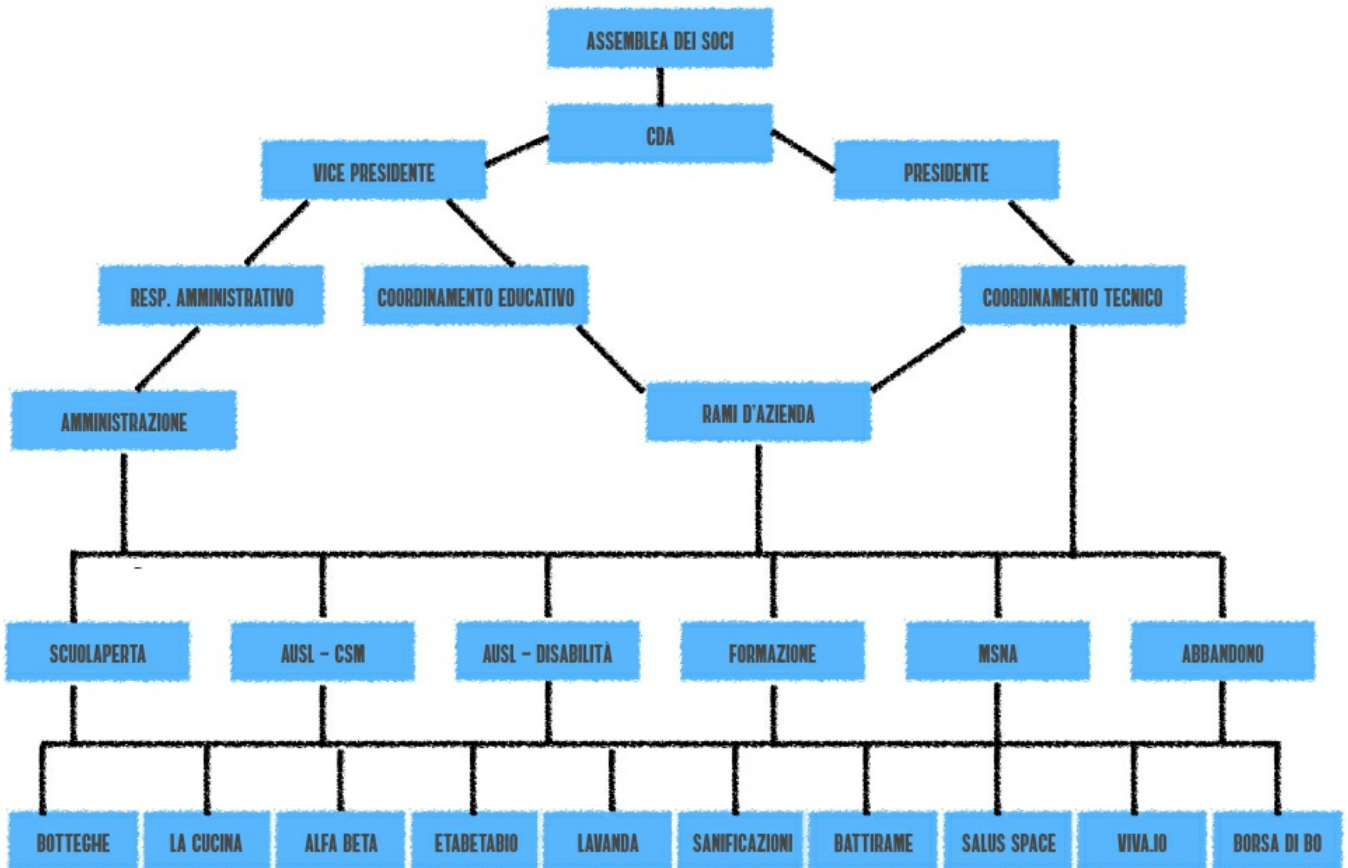 ASSEMBLEA DEI SOCI
CDA
VICE PRESIDENTE
PRESIDENTE
RESP. AMMINISTRATIVO
COORDINAMENTO EDUCATIVO
COORDINAMENTO TECNICO
AMMINISTRAZIONE
RAMI D'AZIENDA
SCUOLAPERTA
AUSL – CSM
AUSL – DISABILITÀ
FORMAZIONE
MSNA
ABBANDONO
BOTTEGHE
LA CUCINA
ALFA BETA
ETABETABIO
LAVANDA
SANIFICAZIONI
BATTIRAME
SALUS SPACE
VIVA.IO
BORSA DI BO